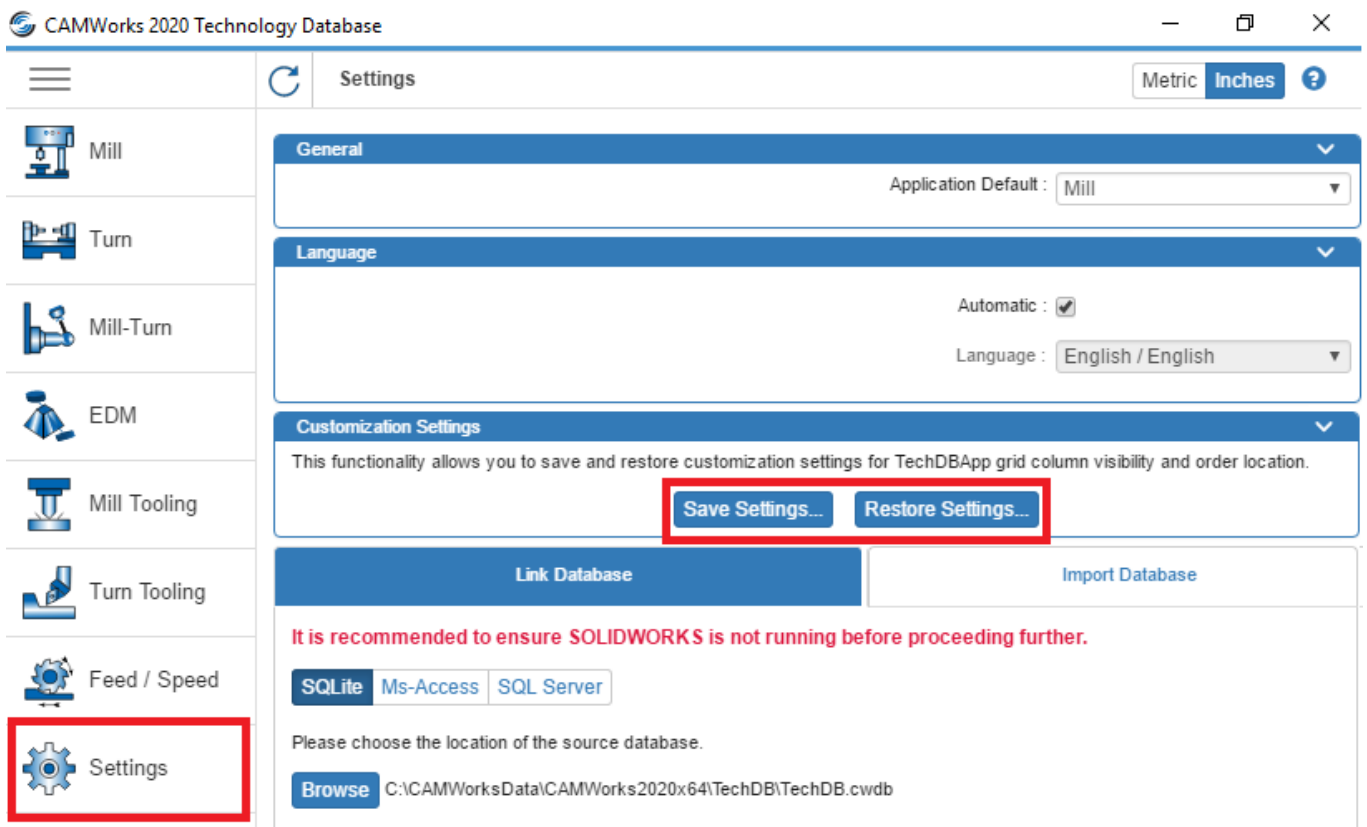 CAMWorks 2020 Technology Database
Settings
Metric Inches ?
Mill
Turn
Mill-Turn
EDM
Mill Tooling
Turn Tooling
Feed / Speed
Settings
General
Application Default : Mill
Language
Automatic :
Language : English / English
Customization Settings
This functionality allows you to save and restore customization settings for TechDBApp grid column visibility and order location.
Save Settings... Restore Settings...
Link Database Import Database
It is recommended to ensure SOLIDWORKS is not running before proceeding further.
SQLite Ms-Access SQL Server
Please choose the location of the source database.
Browse C:\CAMWorksData\CAMWorks2020x64\TechDB\TechDB.cwdb